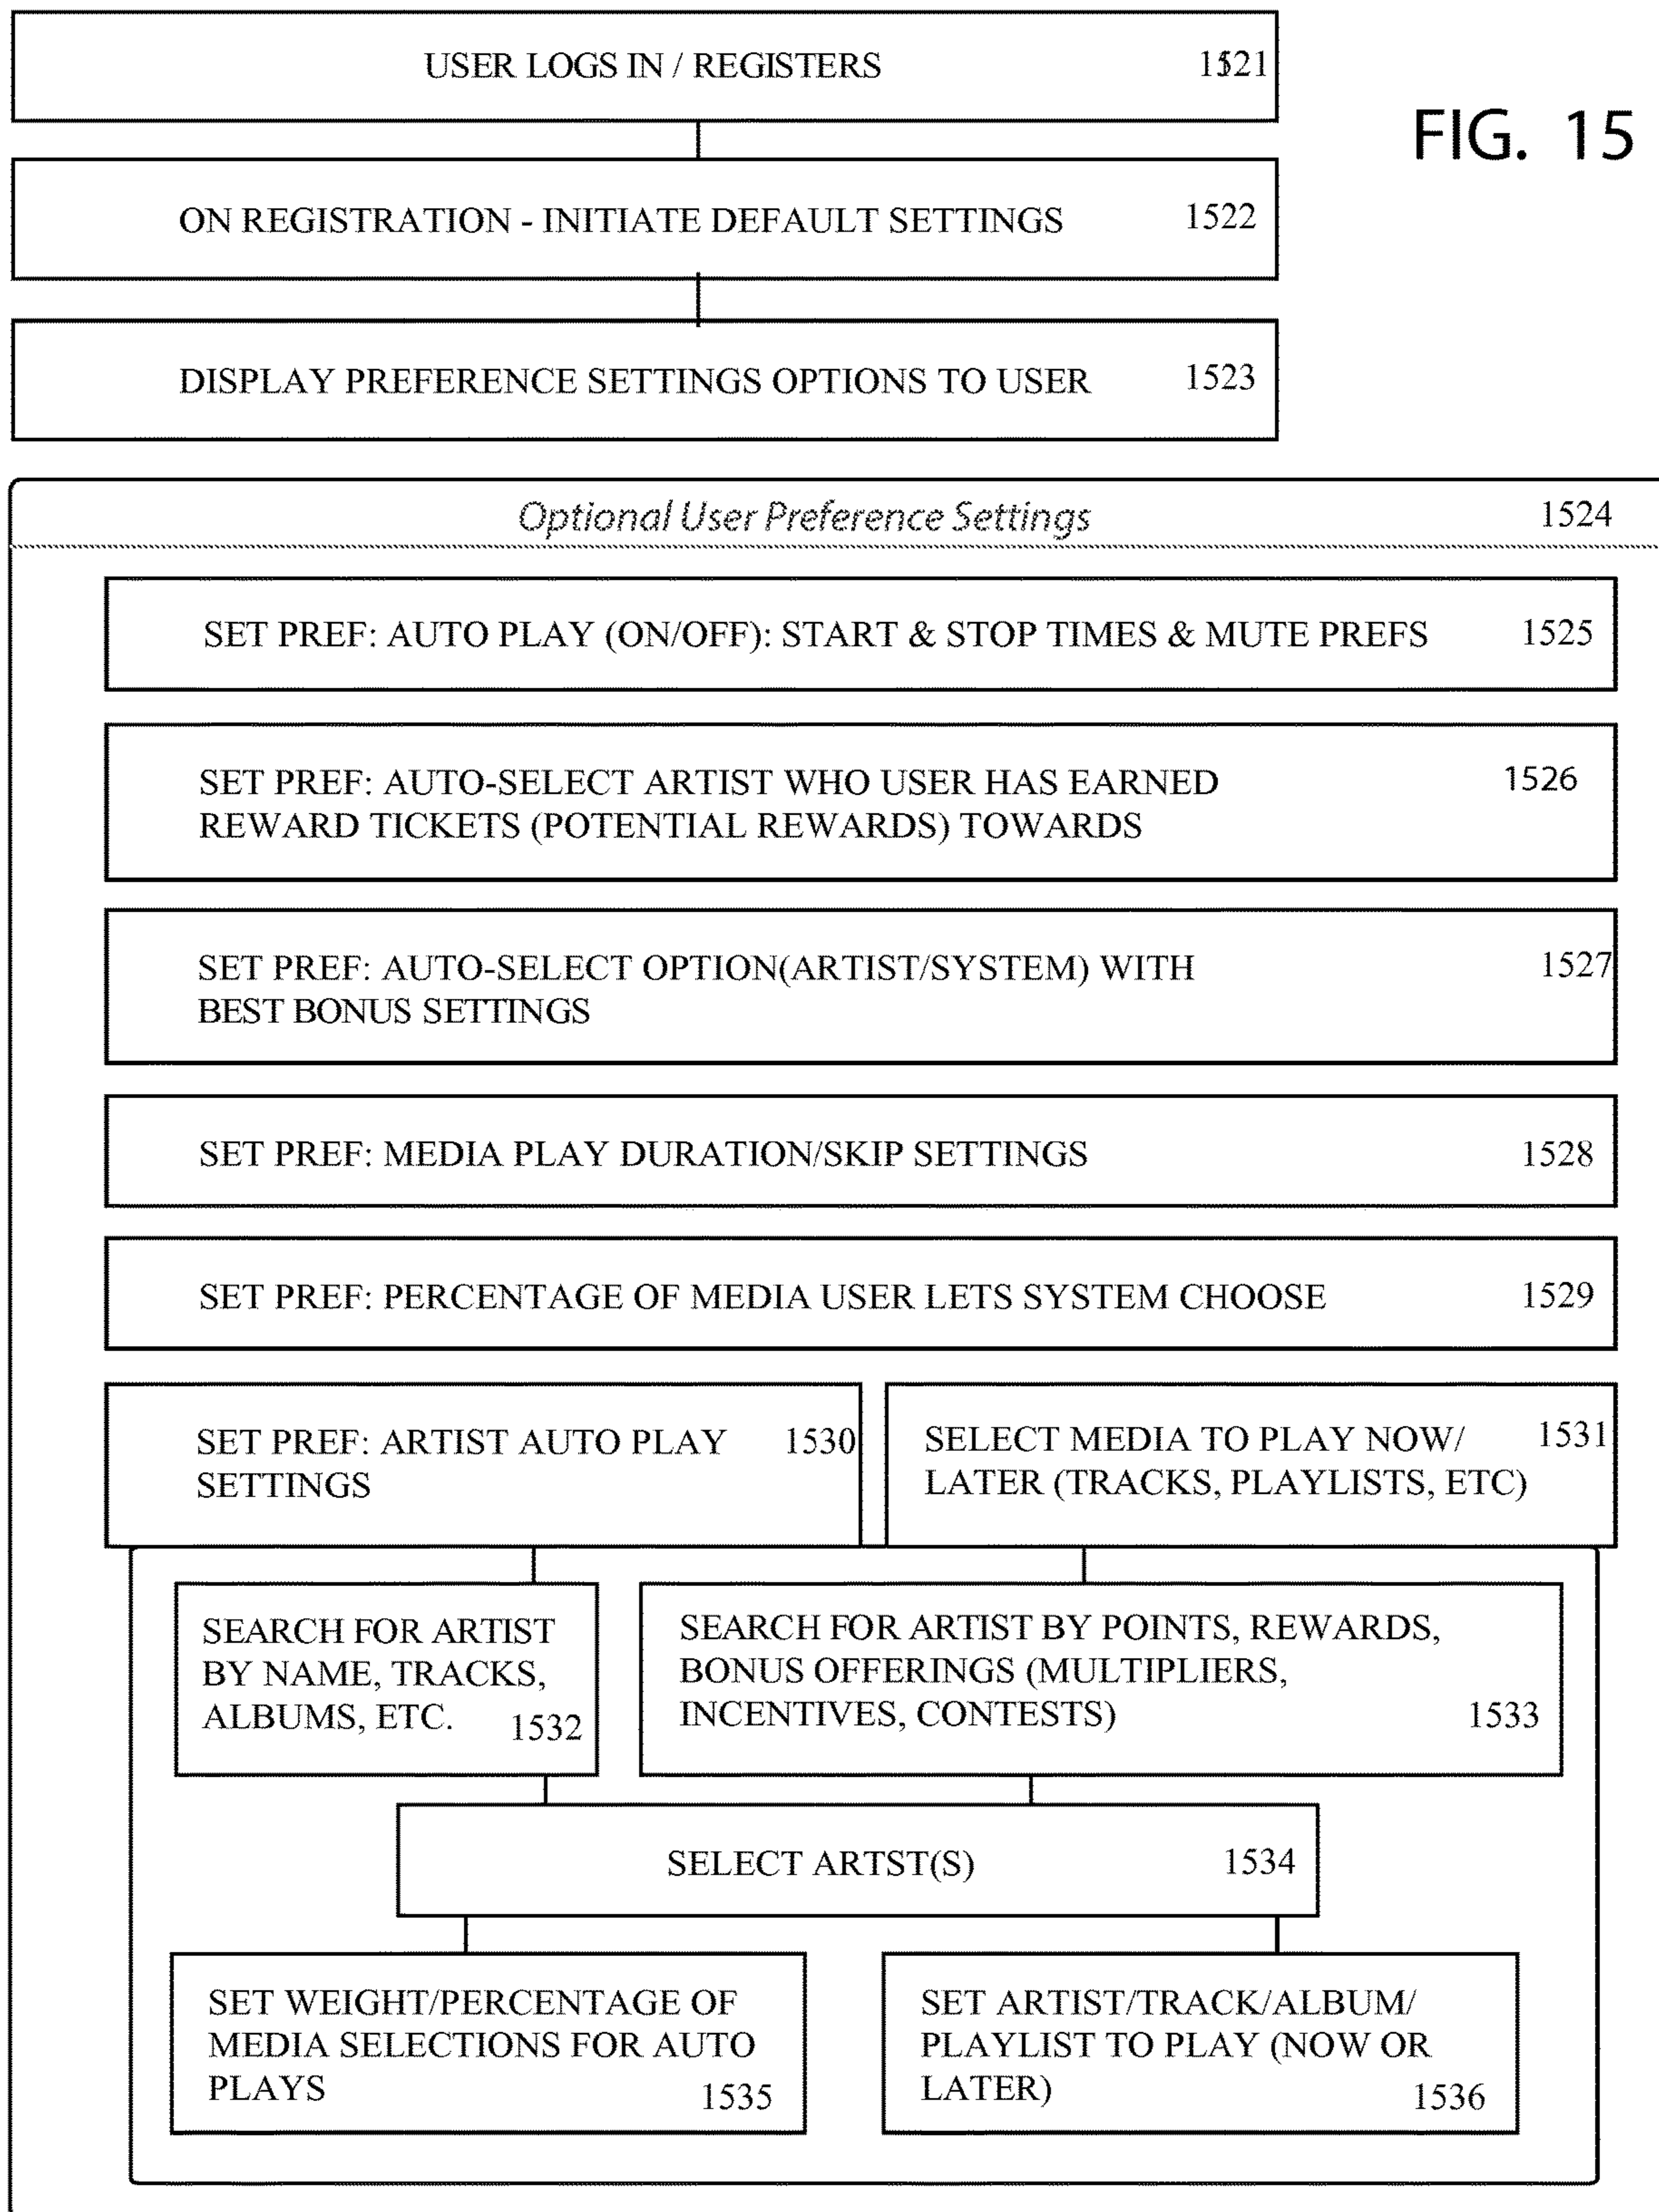 USER LOGS IN / REGISTERS 1521
FIG. 15
ON REGISTRATION - INITIATE DEFAULT SETTINGS 1522
DISPLAY PREFERENCE SETTINGS OPTIONS TO USER 1523
Optional User Preference Settings 1524
SET PREF: AUTO PLAY (ON/OFF): START & STOP TIMES & MUTE PREFS 1525
SET PREF: AUTO-SELECT ARTIST WHO USER HAS EARNED 1526
REWARD TICKETS (POTENTIAL REWARDS) TOWARDS
SET PREF: AUTO-SELECT OPTION(ARTIST/SYSTEM) WITH 1527
BEST BONUS SETTINGS
SET PREF: MEDIA PLAY DURATION/SKIP SETTINGS 1528
SET PREF: PERCENTAGE OF MEDIA USER LETS SYSTEM CHOOSE 1529
SET PREF: ARTIST AUTO PLAY 1530
SETTINGS
SELECT MEDIA TO PLAY NOW/ 1531
LATER (TRACKS, PLAYLISTS, ETC)
SEARCH FOR ARTIST
BY NAME, TRACKS,
ALBUMS, ETC. 1532
SEARCH FOR ARTIST BY POINTS, REWARDS,
BONUS OFFERINGS (MULTIPLIERS,
INCENTIVES, CONTESTS) 1533
SELECT ARTST(S) 1534
SET WEIGHT/PERCENTAGE OF
MEDIA SELECTIONS FOR AUTO
PLAYS 1535
SET ARTIST/TRACK/ALBUM/
PLAYLIST TO PLAY (NOW OR
LATER) 1536